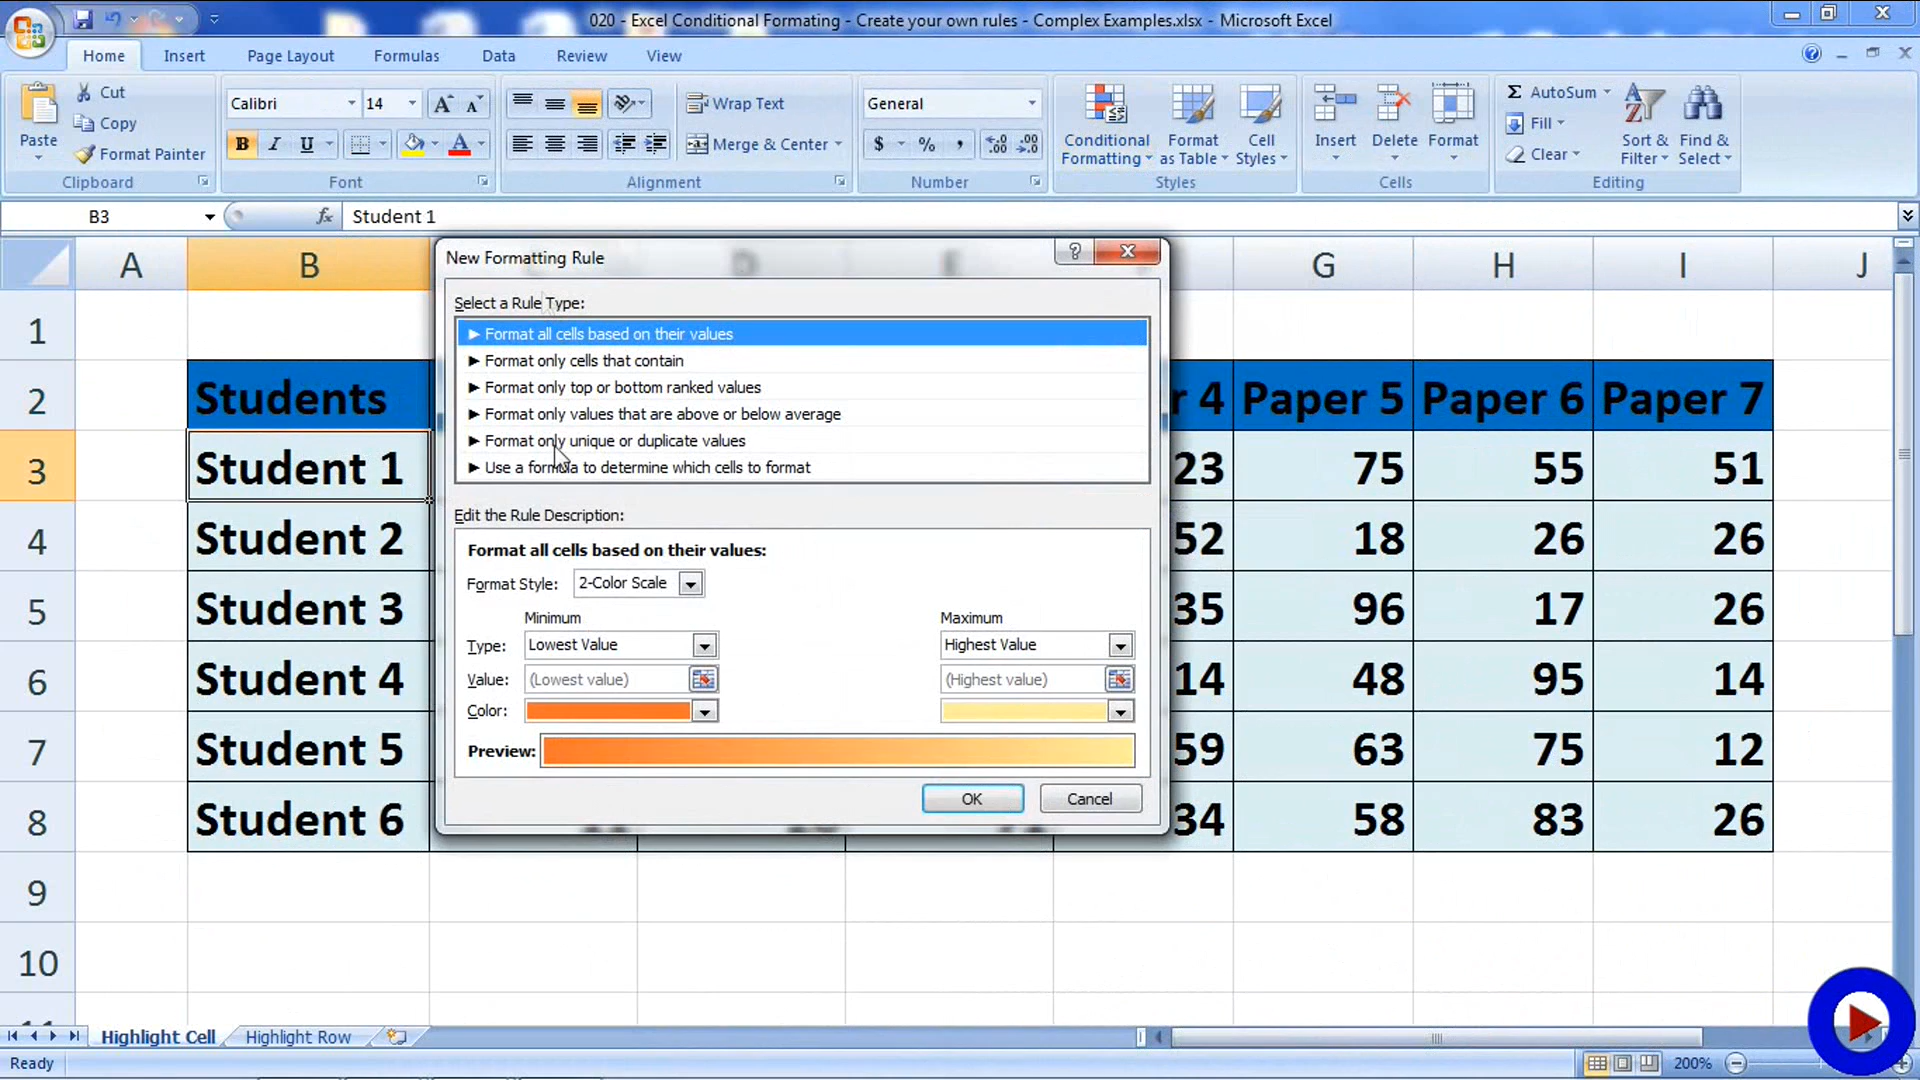 020 - Excel Conditional Formating - Create your own rules - Complex Examples.xlsx - Microsoft Excel
Home Insert Page Layout Formulas Data Review View
Paste Cut Copy Format Painter
Calibri 14
B I U
Wrap Text
Merge & Center
General
$ % ,
Conditional Formatting
Format as Table
Cell Styles
Insert Delete Format
Σ AutoSum
Fill
Clear
Sort & Filter
Find & Select
Clipboard Font Alignment Number Styles Cells Editing
B3 fx Student 1
A B D E G H I J
New Formatting Rule
Select a Rule Type:
Format all cells based on their values
Format only cells that contain
Format only top or bottom ranked values
Format only values that are above or below average
Format only unique or duplicate values
Use a formula to determine which cells to format
Edit the Rule Description:
Format all cells based on their values:
Format Style: 2-Color Scale
Minimum Maximum
Type: Lowest Value Highest Value
Value: (Lowest value) (Highest value)
Color:
Preview:
OK Cancel
1
2 Students r 4 Paper 5 Paper 6 Paper 7
3 Student 1 23 75 55 51
4 Student 2 52 18 26 26
5 Student 3 35 96 17 26
6 Student 4 14 48 95 14
7 Student 5 59 63 75 12
8 Student 6 34 58 83 26
9
10
Highlight Cell Highlight Row
Ready 200%